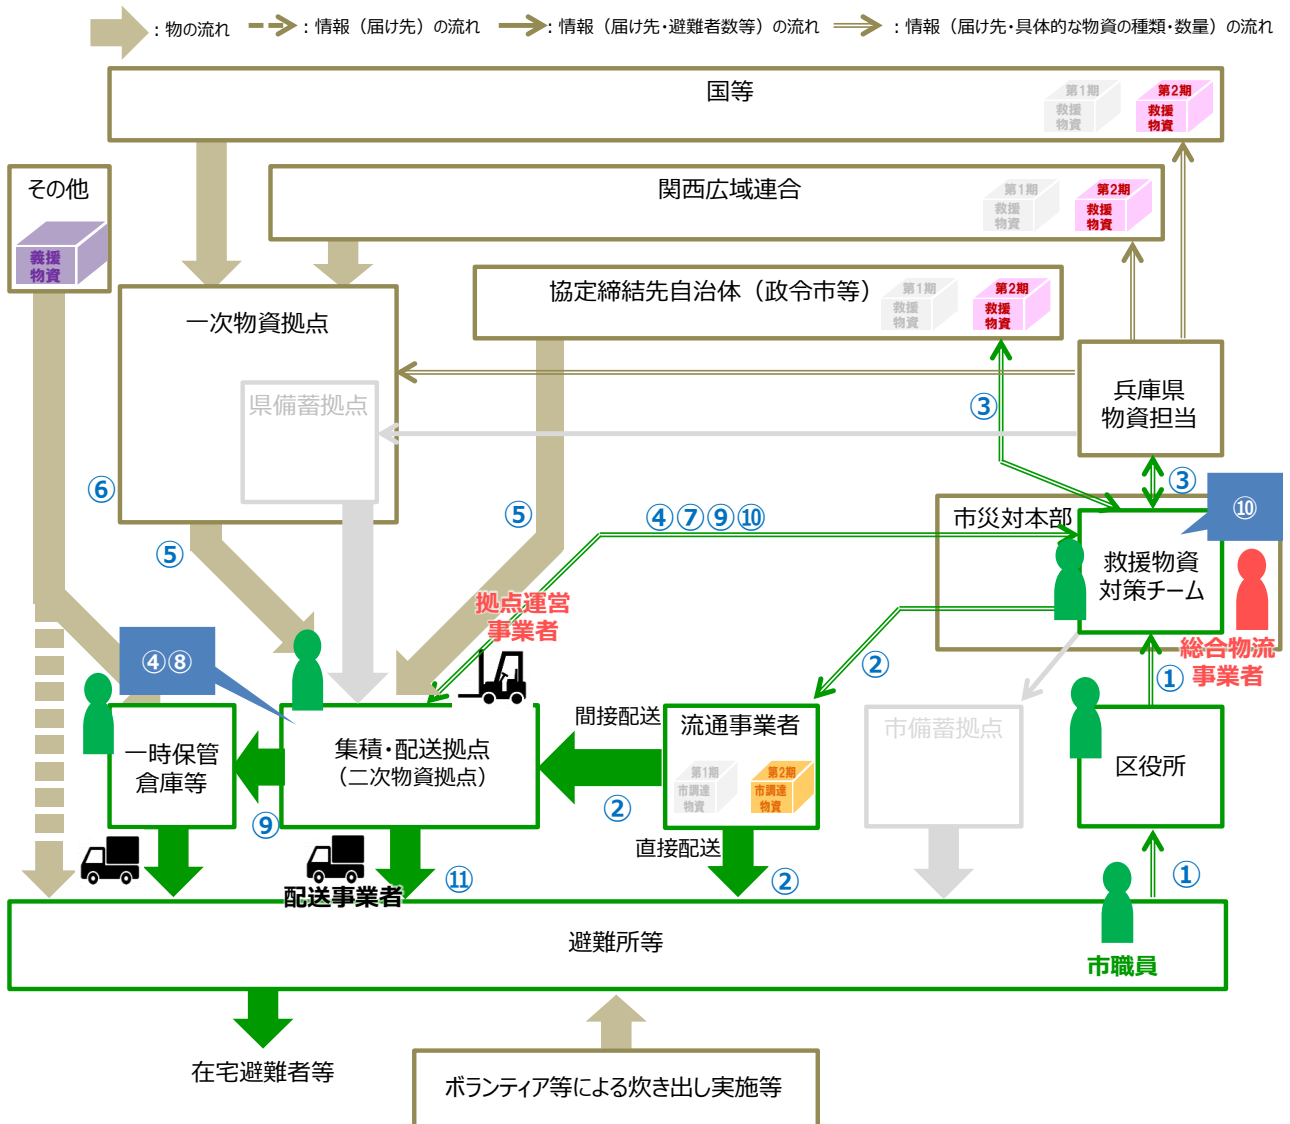 ：物の流れ
：情報（届け先）の流れ
：情報（届け先・避難者数等）の流れ
：情報（届け先・具体的な物資の種類・数量）の流れ
国等
第1期
救援
物資
第2期
救援
物資
その他
義援
物資
関西広域連合
第1期
救援
物資
第2期
救援
物資
協定締結先自治体（政令市等）
第1期
救援
物資
第2期
救援
物資
一次物資拠点
県備蓄拠点
兵庫県
物資担当
③
③
⑥
⑤
⑤
④⑦⑨⑩
市災対本部
⑩
救援物資
対策チーム
総合物流
事業者
拠点運営
事業者
④⑧
②
①
一時保管
倉庫等
集積・配送拠点
（二次物資拠点）
間接配送
流通事業者
第1期
市調達
物資
第2期
市調達
物資
市備蓄拠点
区役所
⑨
②
直接配送
配送事業者
⑪
②
①
避難所等
市職員
在宅避難者等
ボランティア等による炊き出し実施等